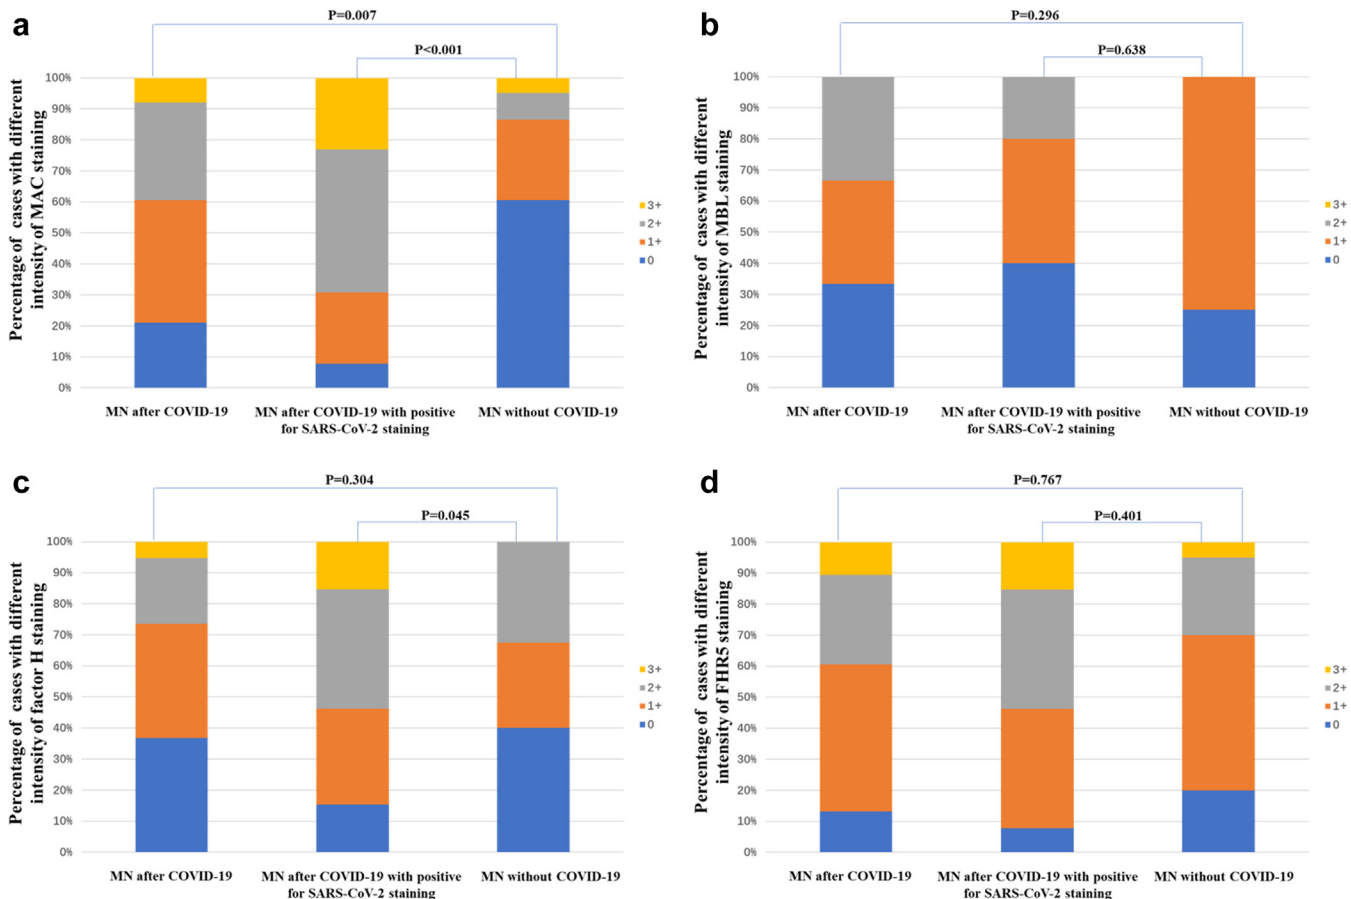 a
P=0.007
P<0.001
Percentage of cases with different
intensity of MAC staining
100%
90%
80%
70%
60%
50%
40%
30%
20%
10%
0%
3+
2+
1+
0
MN after COVID-19
MN after COVID-19 with positive
for SARS-CoV-2 staining
MN without COVID-19
b
P=0.296
P=0.638
Percentage of cases with different
intensity of MBL staining
100%
90%
80%
70%
60%
50%
40%
30%
20%
10%
0%
3+
2+
1+
0
MN after COVID-19
MN after COVID-19 with positive
for SARS-CoV-2 staining
MN without COVID-19
c
P=0.304
P=0.045
Percentage of cases with different
intensity of factor H staining
100%
90%
80%
70%
60%
50%
40%
30%
20%
10%
0%
3+
2+
1+
0
MN after COVID-19
MN after COVID-19 with positive
for SARS-CoV-2 staining
MN without COVID-19
d
P=0.767
P=0.401
Percentage of cases with different
intensity of FHR5 staining
100%
90%
80%
70%
60%
50%
40%
30%
20%
10%
0%
3+
2+
1+
0
MN after COVID-19
MN after COVID-19 with positive
for SARS-CoV-2 staining
MN without COVID-19